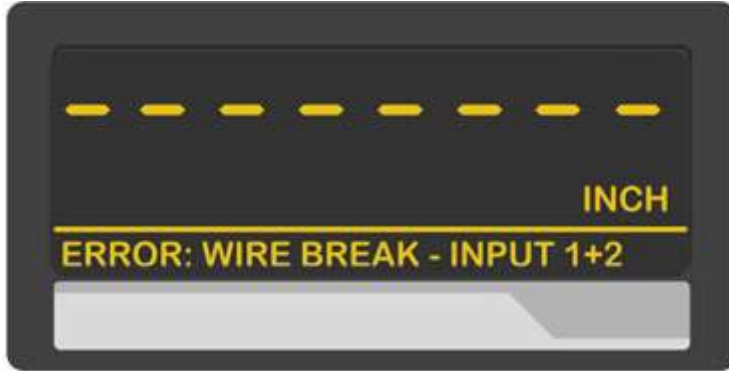 - - - - - - - -
INCH
ERROR: WIRE BREAK - INPUT 1+2